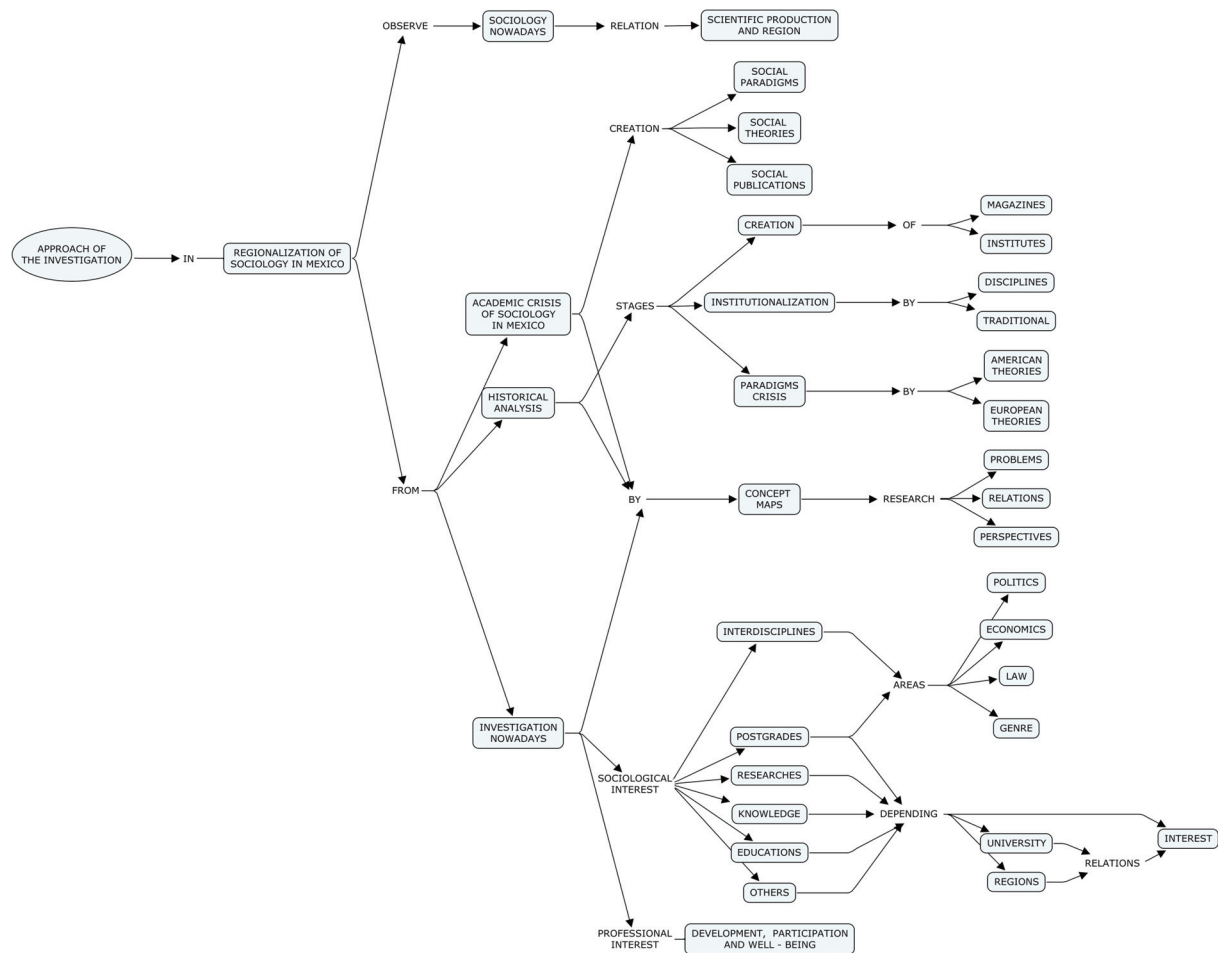 OBSERVE
SOCIOLOGY
NOWADAYS
RELATION
SCIENTIFIC PRODUCTION
AND REGION
SOCIAL
PARADIGMS
CREATION
SOCIAL
THEORIES
SOCIAL
PUBLICATIONS
APPROACH OF
THE INVESTIGATION
IN
REGIONALIZATION OF
SOCIOLOGY IN MEXICO
ACADEMIC CRISIS
OF SOCIOLOGY
IN MEXICO
STAGES
CREATION
OF
MAGAZINES
INSTITUTES
INSTITUTIONALIZATION
BY
DISCIPLINES
TRADITIONAL
HISTORICAL
ANALYSIS
PARADIGMS
CRISIS
BY
AMERICAN
THEORIES
EUROPEAN
THEORIES
FROM
BY
CONCEPT
MAPS
RESEARCH
PROBLEMS
RELATIONS
PERSPECTIVES
INVESTIGATION
NOWADAYS
SOCIOLOGICAL
INTEREST
INTERDISCIPLINES
AREAS
POLITICS
ECONOMICS
LAW
GENRE
POSTGRADES
RESEARCHES
KNOWLEDGE
EDUCATIONS
OTHERS
DEPENDING
UNIVERSITY
REGIONS
RELATIONS
INTEREST
PROFESSIONAL
INTEREST
DEVELOPMENT, PARTICIPATION
AND WELL - BEING